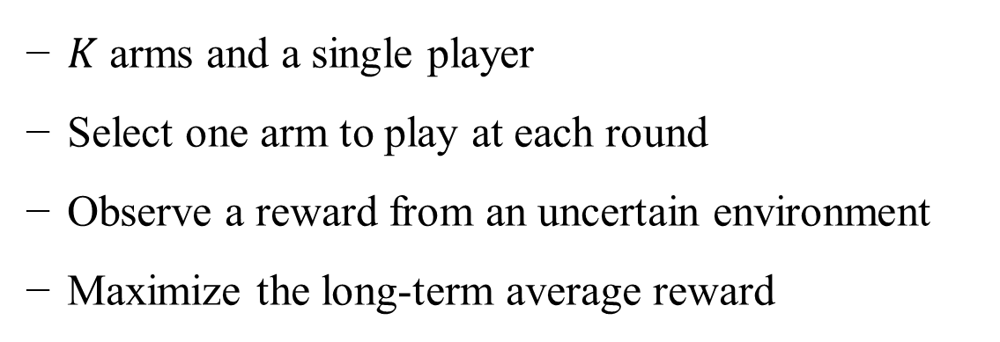 – K arms and a single player
– Select one arm to play at each round
– Observe a reward from an uncertain environment
– Maximize the long-term average reward